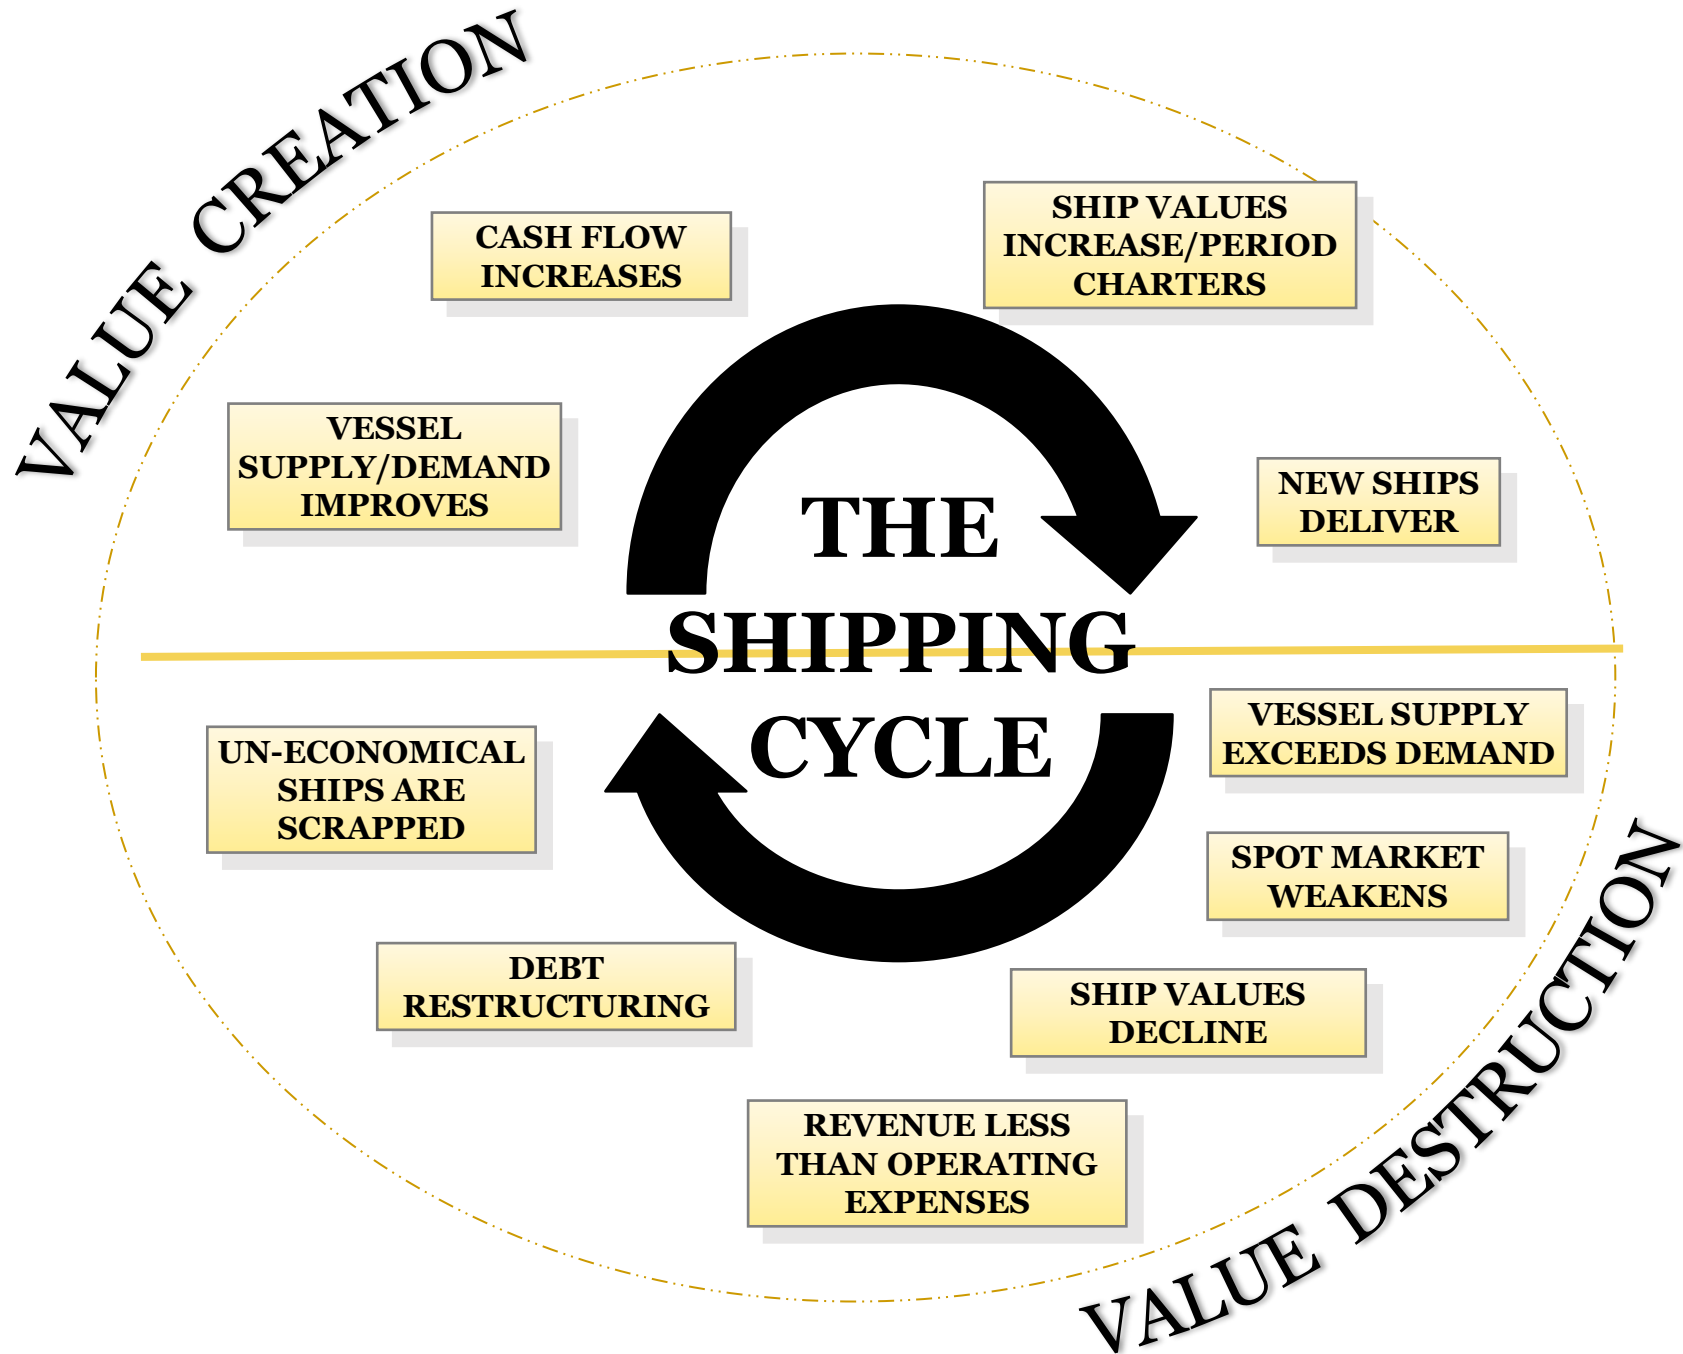 VALUE CREATION
CASH FLOW
INCREASES
SHIP VALUES
INCREASE/PERIOD
CHARTERS
VESSEL
SUPPLY/DEMAND
IMPROVES
NEW SHIPS
DELIVER
THE
SHIPPING
CYCLE
UN-ECONOMICAL
SHIPS ARE
SCRAPPED
VESSEL SUPPLY
EXCEEDS DEMAND
SPOT MARKET
WEAKENS
DEBT
RESTRUCTURING
SHIP VALUES
DECLINE
REVENUE LESS
THAN OPERATING
EXPENSES
VALUE DESTRUCTION